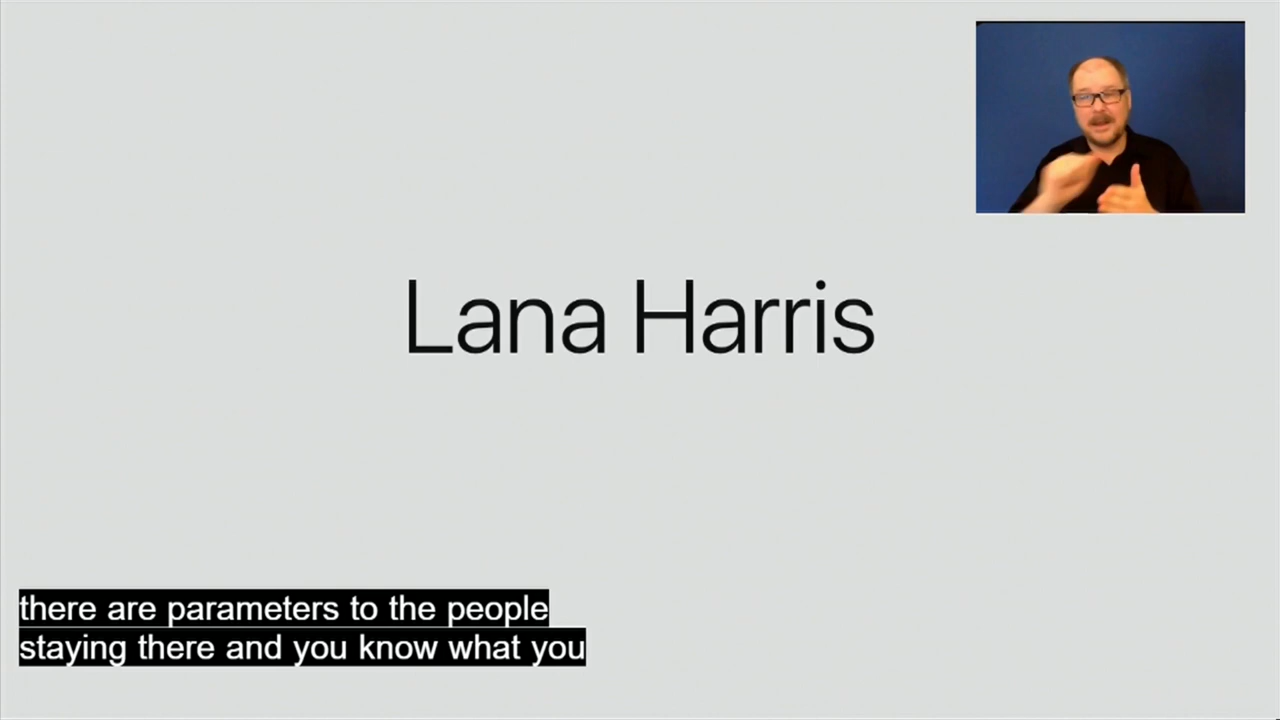 Lana Harris
there are parameters to the people
staying there and you know what you